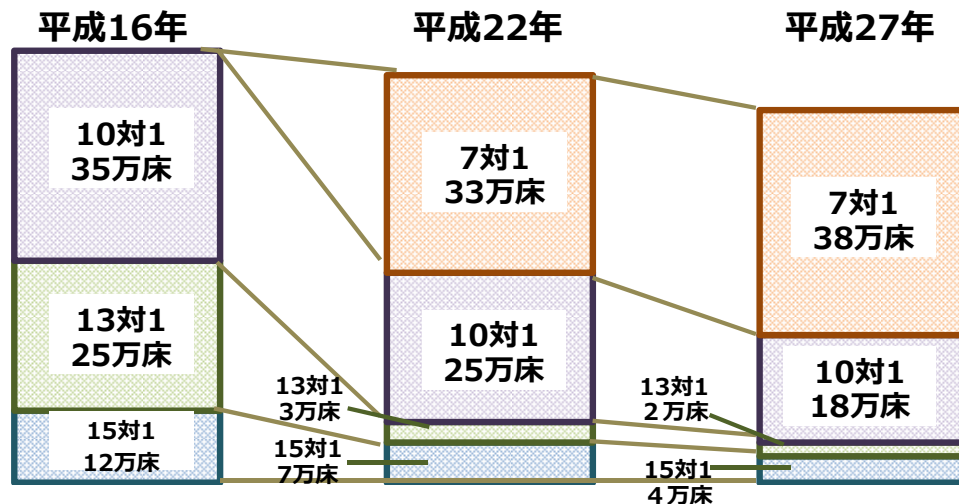 平成16年
10対1
35万床
13対1
25万床
15対1
12万床
平成22年
7対1
33万床
10対1
25万床
13対1
3万床
15対1
7万床
平成27年
7対1
38万床
10対1
18万床
13対1
２万床
15対1
４万床